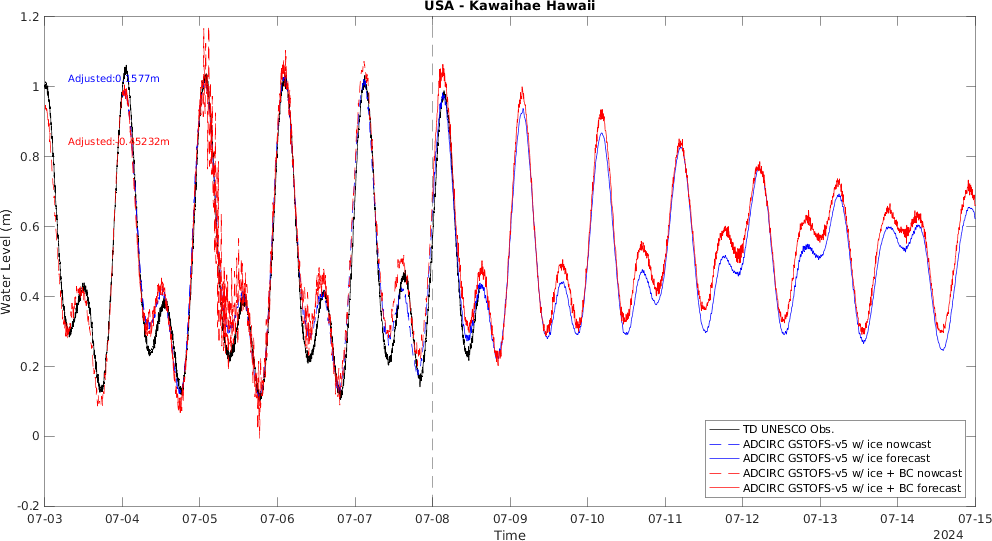 USA - Kawaihae Hawaii
Water Level (m)
1.2
1
0.8
0.6
0.4
0.2
0
-0.2
Adjusted:0.1577m
Adjusted:-0.45232m
TD UNESCO Obs.
ADCIRC GSTOFS-v5 w/ ice nowcast
ADCIRC GSTOFS-v5 w/ ice forecast
ADCIRC GSTOFS-v5 w/ ice + BC nowcast
ADCIRC GSTOFS-v5 w/ ice + BC forecast
07-03 07-04 07-05 07-06 07-07 07-08 07-09 07-10 07-11 07-12 07-13 07-14 07-15
Time
2024